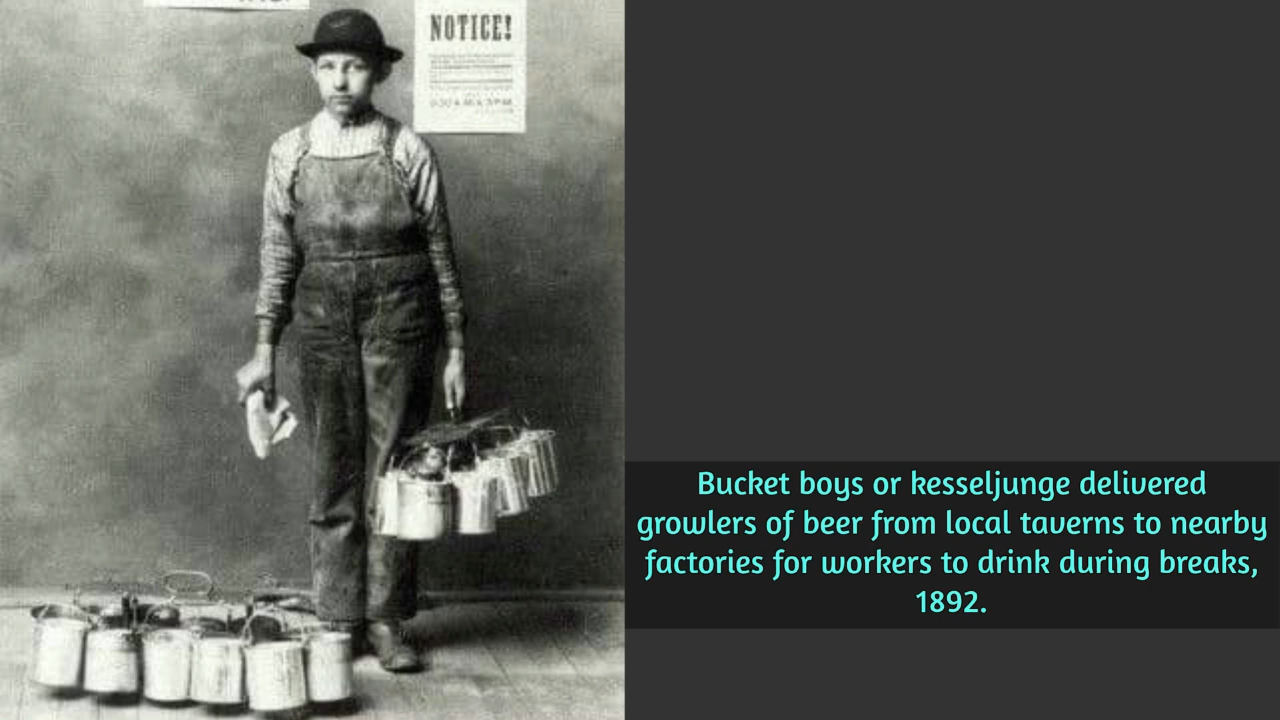 NOTICE!
Bucket boys or kesseljunge delivered
growlers of beer from local taverns to nearby
factories for workers to drink during breaks,
1892.